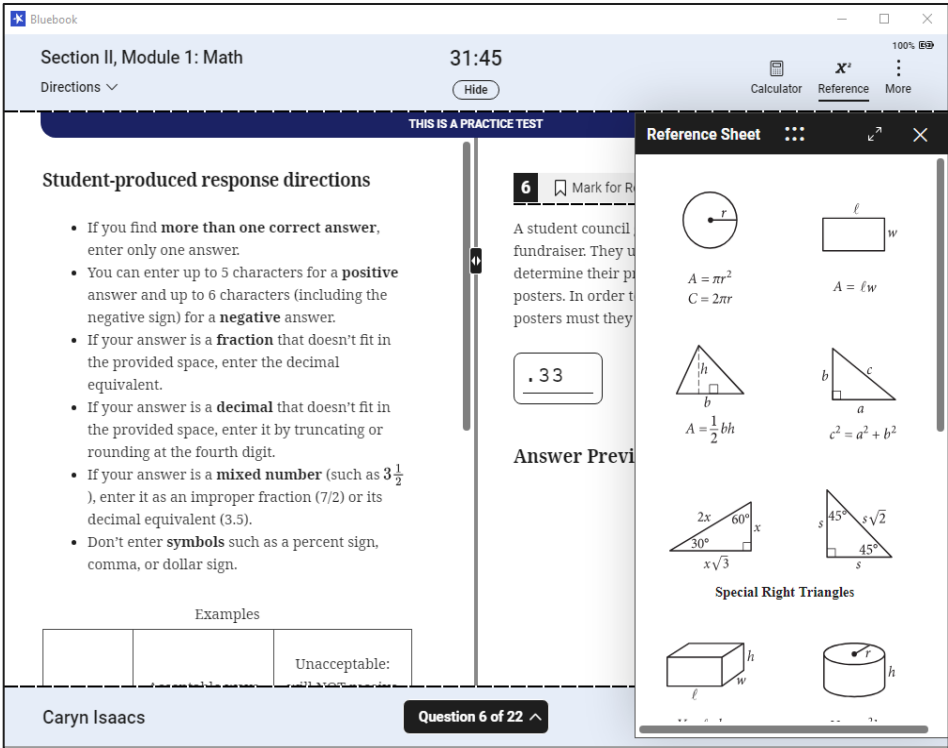 Bluebook
Section II, Module 1: Math
Directions
31:45
Hide
100%
Calculator
X²
Reference
More
THIS IS A PRACTICE TEST
Student-produced response directions
• If you find more than one correct answer,
enter only one answer.
• You can enter up to 5 characters for a positive
answer and up to 6 characters (including the
negative sign) for a negative answer.
• If your answer is a fraction that doesn't fit in
the provided space, enter the decimal
equivalent.
• If your answer is a decimal that doesn't fit in
the provided space, enter it by truncating or
rounding at the fourth digit.
• If your answer is a mixed number (such as 3 1/2
), enter it as an improper fraction (7/2) or its
decimal equivalent (3.5).
• Don't enter symbols such as a percent sign,
comma, or dollar sign.
Examples
Unacceptable:
6
Mark for
A student council
fundraiser. They
determine their
posters. In order
posters must they
.33
Answer
Reference Sheet
r
A = πr²
C = 2πr
ℓ
w
A = ℓw
h
b
A = 1/2 bh
b
c
a
c² = a² + b²
2x
60°
x
30°
x√3
45°
s
s√2
45°
s
Special Right Triangles
h
w
ℓ
r
h
Caryn Isaacs
Question 6 of 22